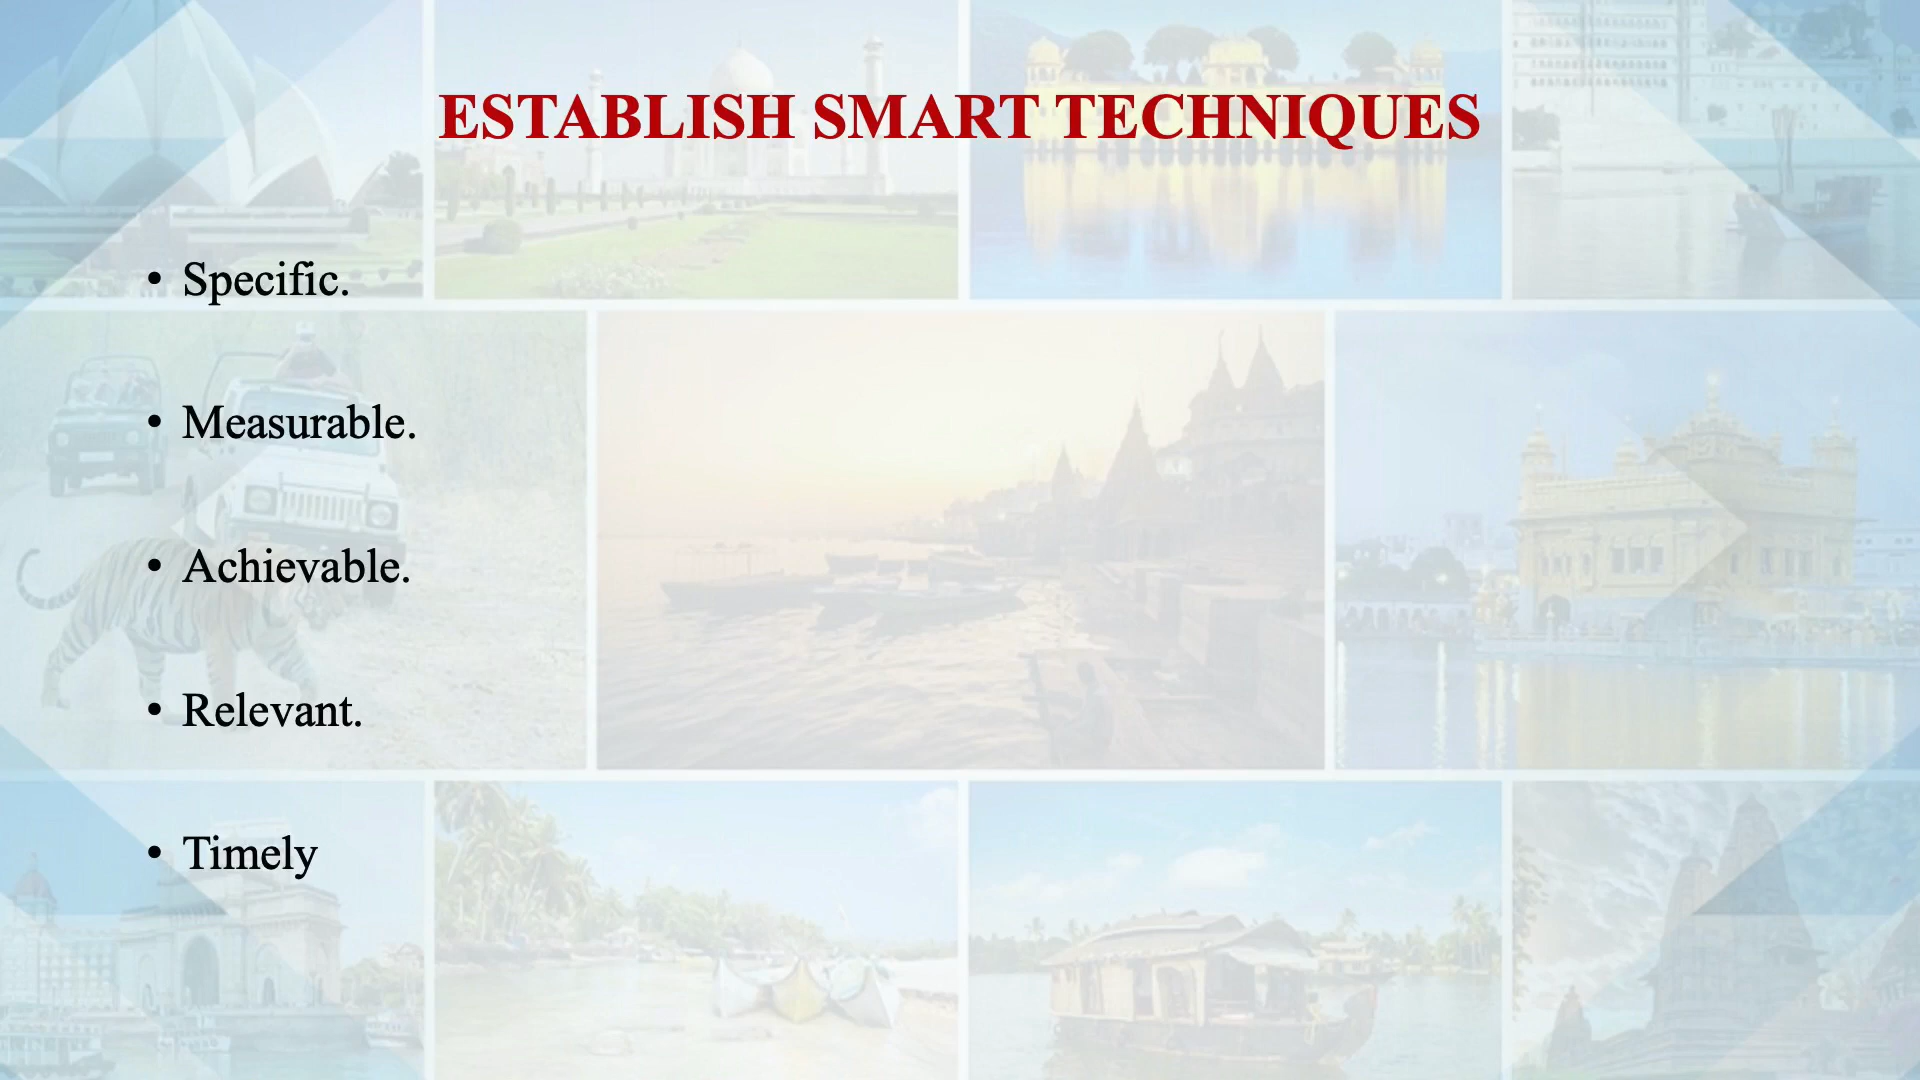 ESTABLISH SMART TECHNIQUES
• Specific.
• Measurable.
• Achievable.
• Relevant.
• Timely